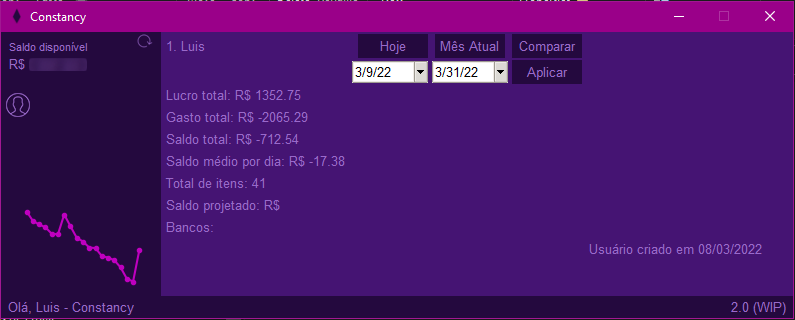 Constancy
Saldo disponível
R$
1. Luis
Hoje
Mês Atual
Comparar
3/9/22
3/31/22
Aplicar
Lucro total: R$ 1352.75
Gasto total: R$ -2065.29
Saldo total: R$ -712.54
Saldo médio por dia: R$ -17.38
Total de itens: 41
Saldo projetado: R$
Bancos:
Usuário criado em 08/03/2022
Olá, Luis - Constancy
2.0 (WIP)